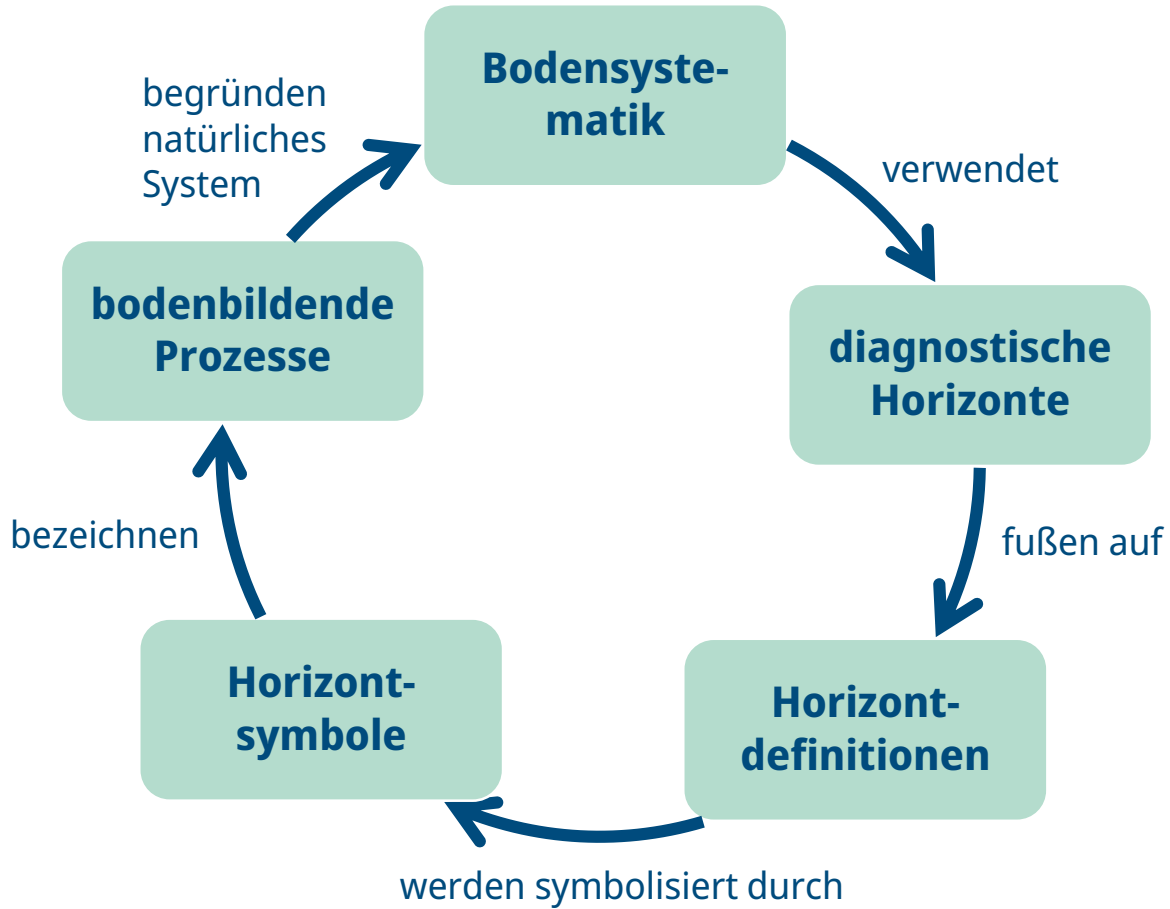 Bodensyste-
matik
verwendet
diagnostische
Horizonte
fußen auf
Horizont-
definitionen
werden symbolisiert durch
Horizont-
symbole
bezeichnen
bodenbildende
Prozesse
begründen
natürliches
System